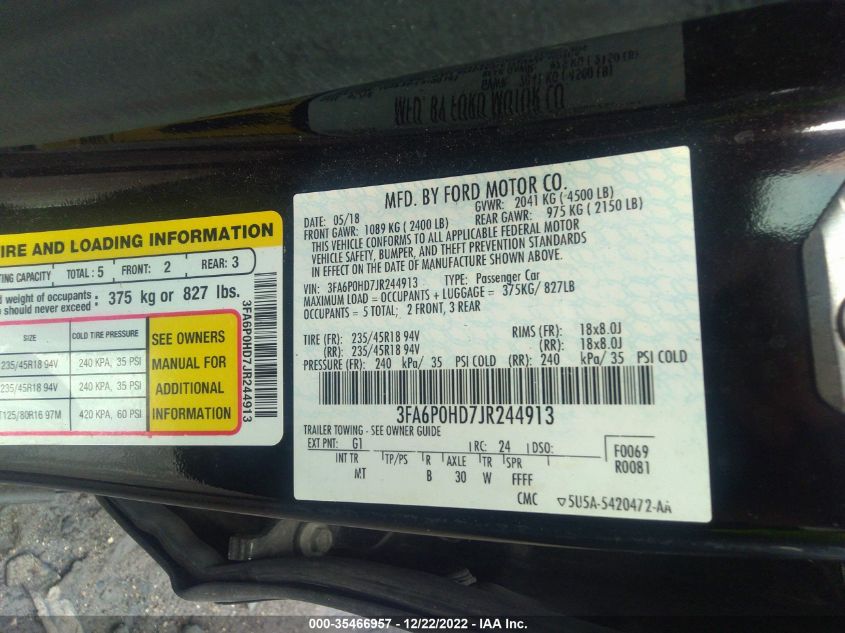 MFD. BY FORD MOTOR CO.
DATE: 05/18 GVWR: 2041 KG ( 4500 LB)
FRONT GAWR: 1089 KG ( 2400 LB) REAR GAWR: 975 KG ( 2150 LB)
THIS VEHICLE CONFORMS TO ALL APPLICABLE FEDERAL MOTOR
VEHICLE SAFETY, BUMPER, AND THEFT PREVENTION STANDARDS
IN EFFECT ON THE DATE OF MANUFACTURE SHOWN ABOVE.
VIN: 3FA6P0HD7JR244913 TYPE: Passenger Car
MAXIMUM LOAD = OCCUPANTS + LUGGAGE = 375KG/ 827LB
OCCUPANTS = 5 TOTAL; 2 FRONT, 3 REAR
TIRE (FR): 235/45R18 94V RIMS (FR): 18x8.0J
(RR): 235/45R18 94V (RR): 18x8.0J
PRESSURE (FR): 240 kPa/ 35 PSI COLD (RR): 240 kPa/ 35 PSI COLD
3FA6P0HD7JR244913
TRAILER TOWING - SEE OWNER GUIDE
EXT PNT: G1 RC: 24 DSO: F0069
R0081
INT TR TP/PS R AXLE TR SPR
MT B 30 W FFFF
CMC ▽5U5A-5420472-AA
TIRE AND LOADING INFORMATION
TING CAPACITY TOTAL : 5 FRONT: 2 REAR: 3
d weight of occupants
should never exceed : 375 kg or 827 lbs.
SIZE COLD TIRE PRESSURE
235/45R18 94V 240 KPA, 35 PSI
235/45R18 94V 240 KPA, 35 PSI
T125/80R16 97M 420 KPA, 60 PSI
SEE OWNERS
MANUAL FOR
ADDITIONAL
INFORMATION
3FA6P0HD7JR244913
000-35466957 - 12/22/2022 - IAA Inc.